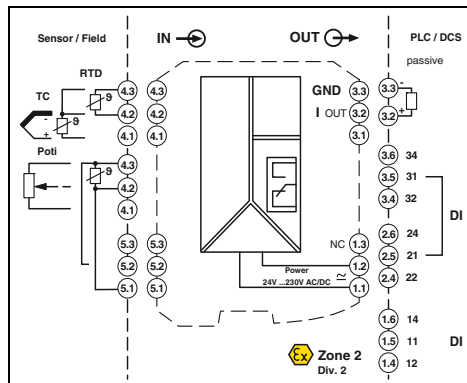 Sensor / Field
IN
OUT
PLC / DCS
passive
RTD
TC
- 
+
ϑ
ϑ
4.3
4.2
4.1
4.3
4.2
4.1
GND
I OUT
3.3
3.2
3.1
3.3
3.2
-
+
Poti
ϑ
4.3
4.2
4.1
3.6 34
3.5 31
3.4 32
DI
5.3
5.2
5.1
5.3
5.2
5.1
NC
1.3
1.2
1.1
Power
24V ...230V AC/DC
2.6 24
2.5 21
2.4 22
Ex
Zone 2
Div. 2
1.6 14
1.5 11
1.4 12
DI